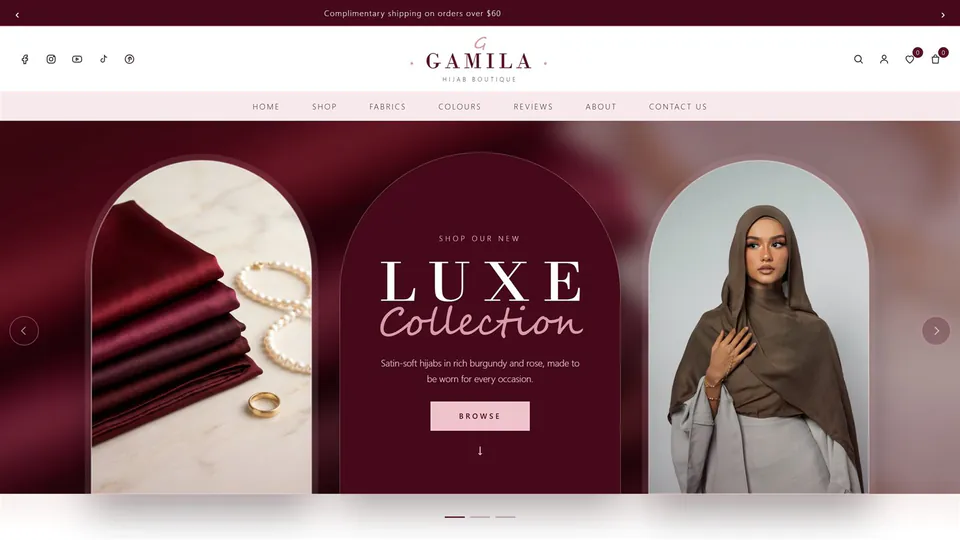 Complimentary shipping on orders over $60
G
GAMILA
HIJAB BOUTIQUE
0
0
HOME
SHOP
FABRICS
COLOURS
REVIEWS
ABOUT
CONTACT US
SHOP OUR NEW
LUXE
Collection
Satin-soft hijabs in rich burgundy and rose, made to
be worn for every occasion.
BROWSE